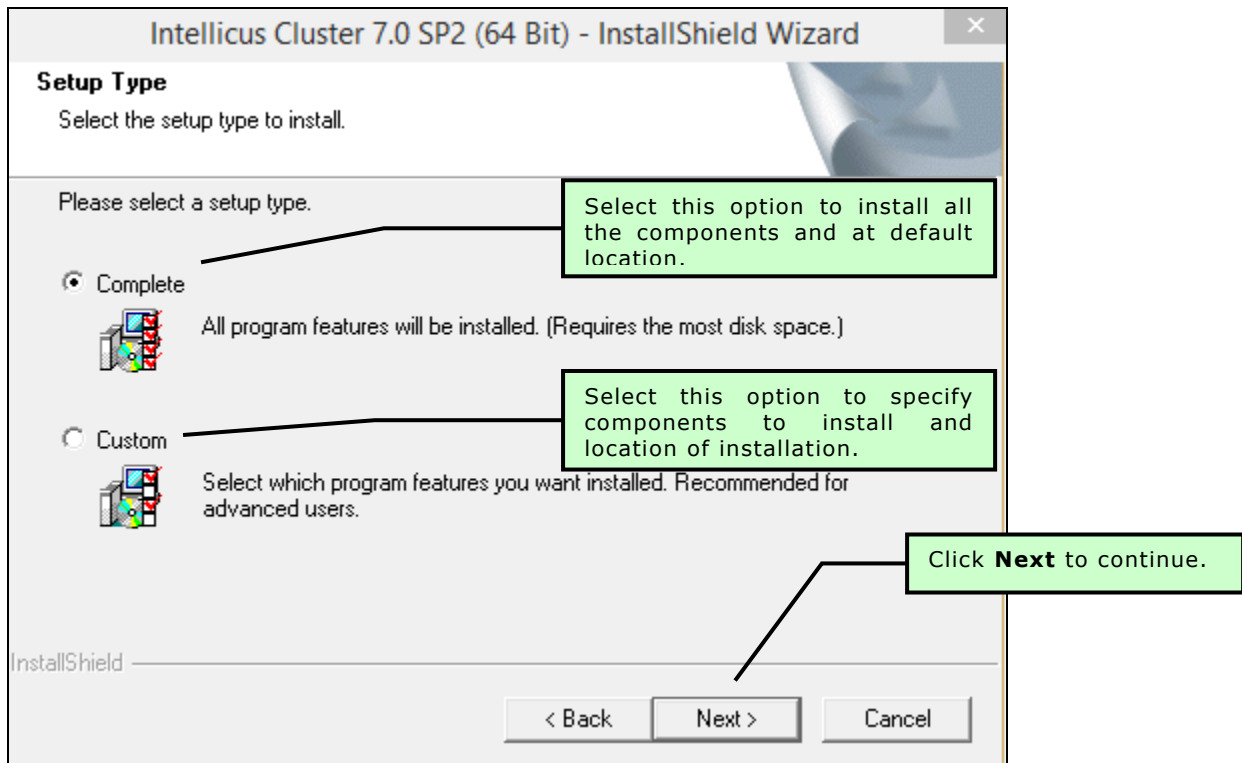 Intellicus Cluster 7.0 SP2 (64 Bit) - InstallShield Wizard
Setup Type
Select the setup type to install.
Please select a setup type.
Select this option to install all
the components and at default
location.
Complete
All program features will be installed. (Requires the most disk space.)
Select this option to specify
components to install and
location of installation.
Custom
Select which program features you want installed. Recommended for
advanced users.
Click Next to continue.
InstallShield
< Back
Next >
Cancel